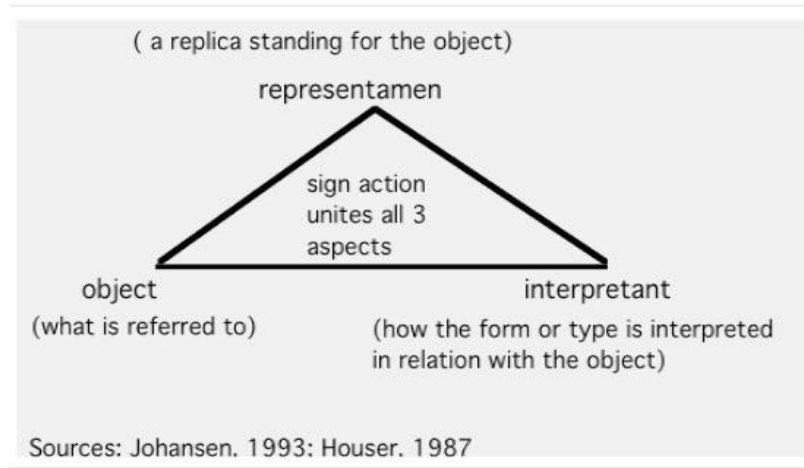 ( a replica standing for the object)
representamen
sign action
unites all 3
aspects
object
interpretant
(what is referred to)
(how the form or type is interpreted
in relation with the object)
Sources: Johansen. 1993: Houser. 1987